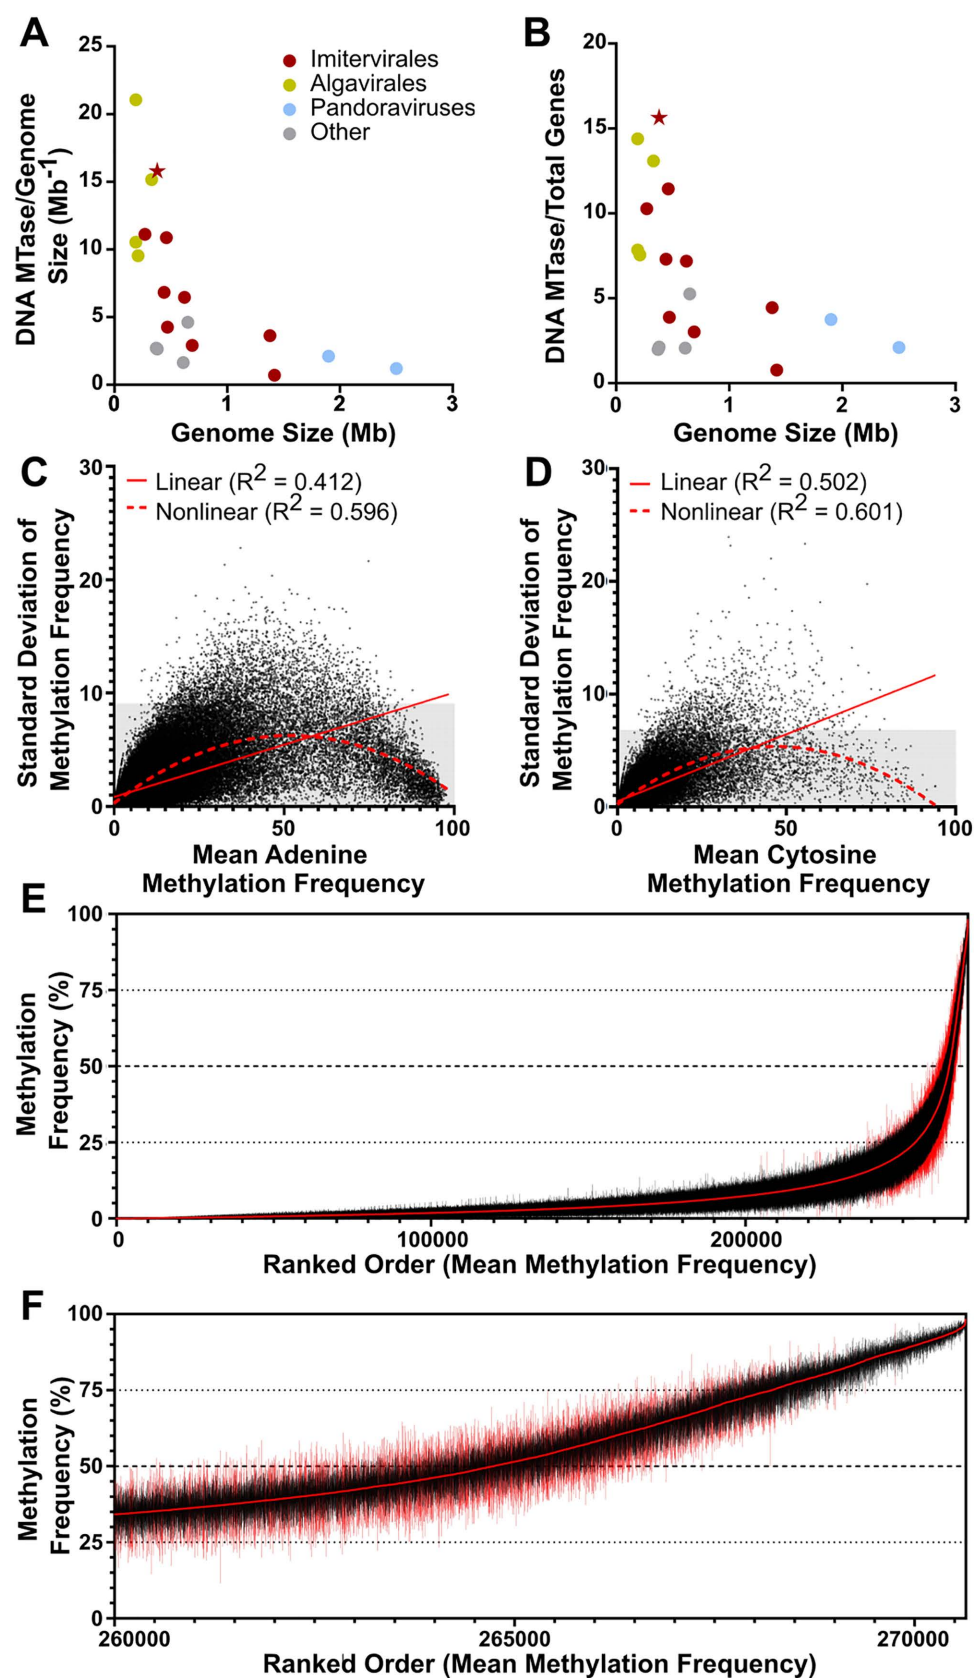 A
25
20
15
10
5
0
DNA MTase/Genome
Size (Mb-1)
Imitervirales
Algavirales
Pandoraviruses
Other
0 1 2 3
Genome Size (Mb)
B
20
15
10
5
0
DNA MTase/Total Genes
0 1 2 3
Genome Size (Mb)
C
30
20
10
0
Standard Deviation of
Methylation Frequency
Linear (R2 = 0.412)
Nonlinear (R2 = 0.596)
0 50 100
Mean Adenine
Methylation Frequency
D
30
20
10
0
Standard Deviation of
Methylation Frequency
Linear (R2 = 0.502)
Nonlinear (R2 = 0.601)
0 50 100
Mean Cytosine
Methylation Frequency
E
100
75
50
25
0
Methylation
Frequency (%)
0 100000 200000
Ranked Order (Mean Methylation Frequency)
F
100
75
50
25
0
Methylation
Frequency (%)
260000 265000 270000
Ranked Order (Mean Methylation Frequency)